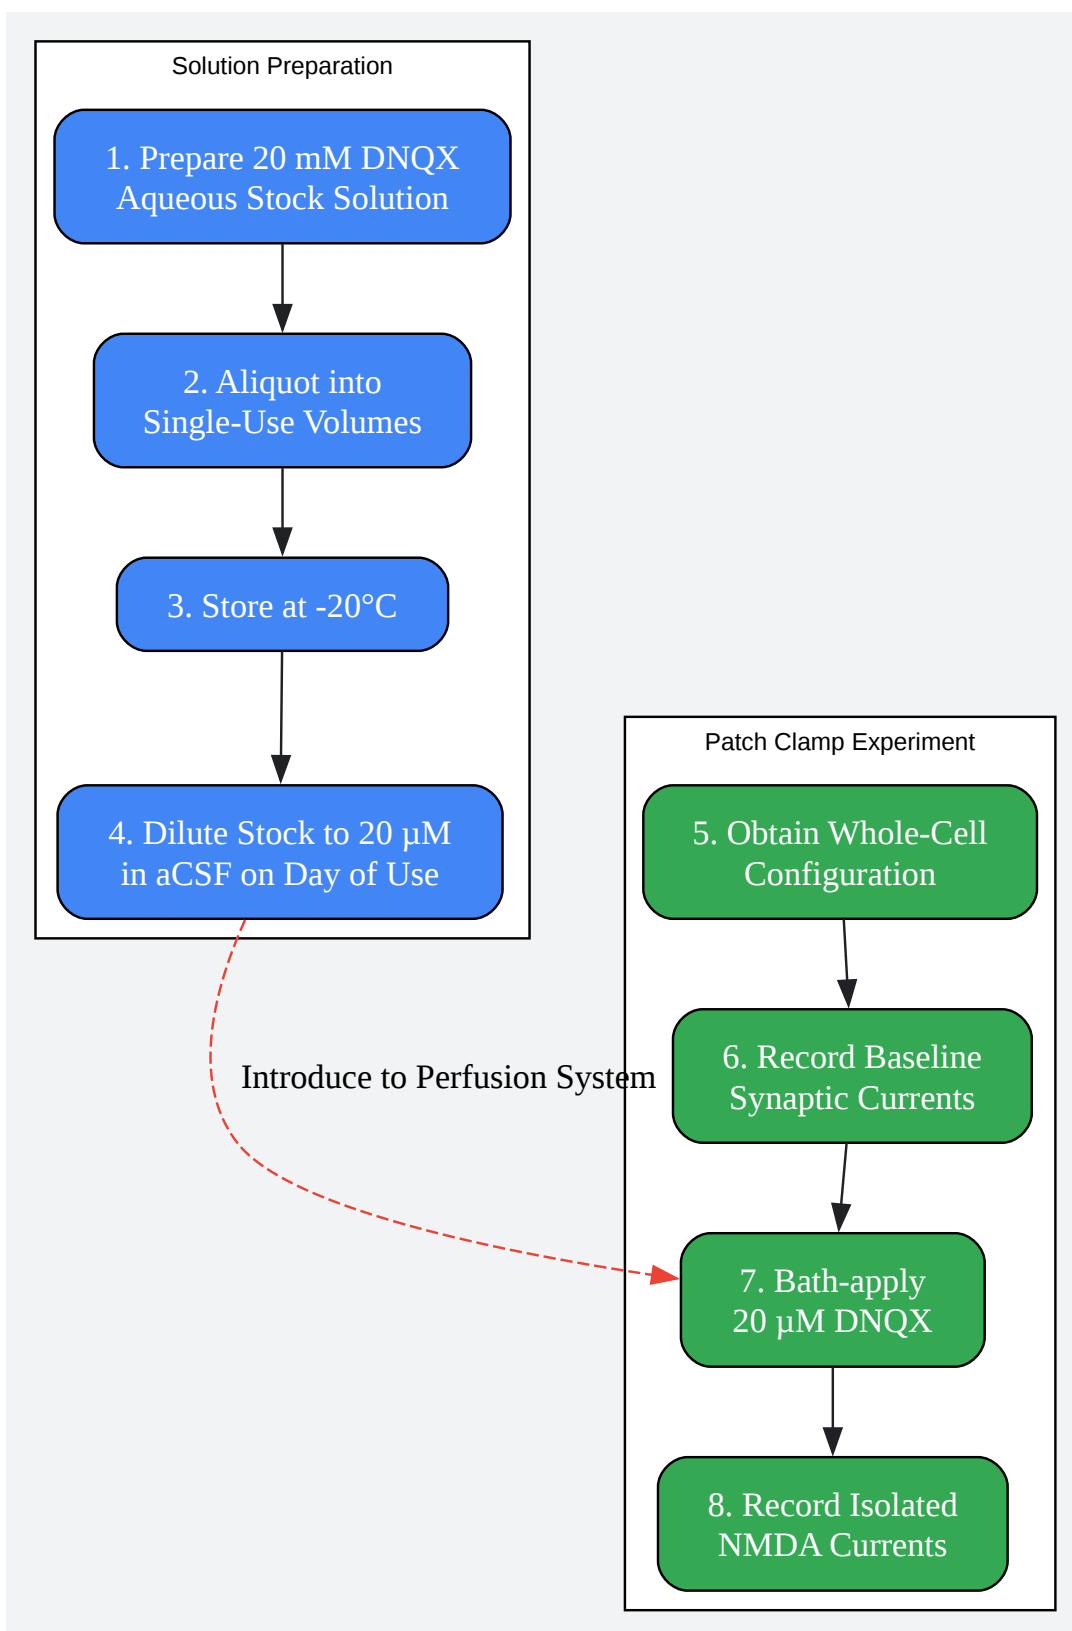 Solution Preparation
1. Prepare 20 mM DNQX
Aqueous Stock Solution
2. Aliquot into
Single-Use Volumes
3. Store at -20°C
4. Dilute Stock to 20 µM
in aCSF on Day of Use
Introduce to Perfusion System
Patch Clamp Experiment
5. Obtain Whole-Cell
Configuration
6. Record Baseline
Synaptic Currents
7. Bath-apply
20 µM DNQX
8. Record Isolated
NMDA Currents